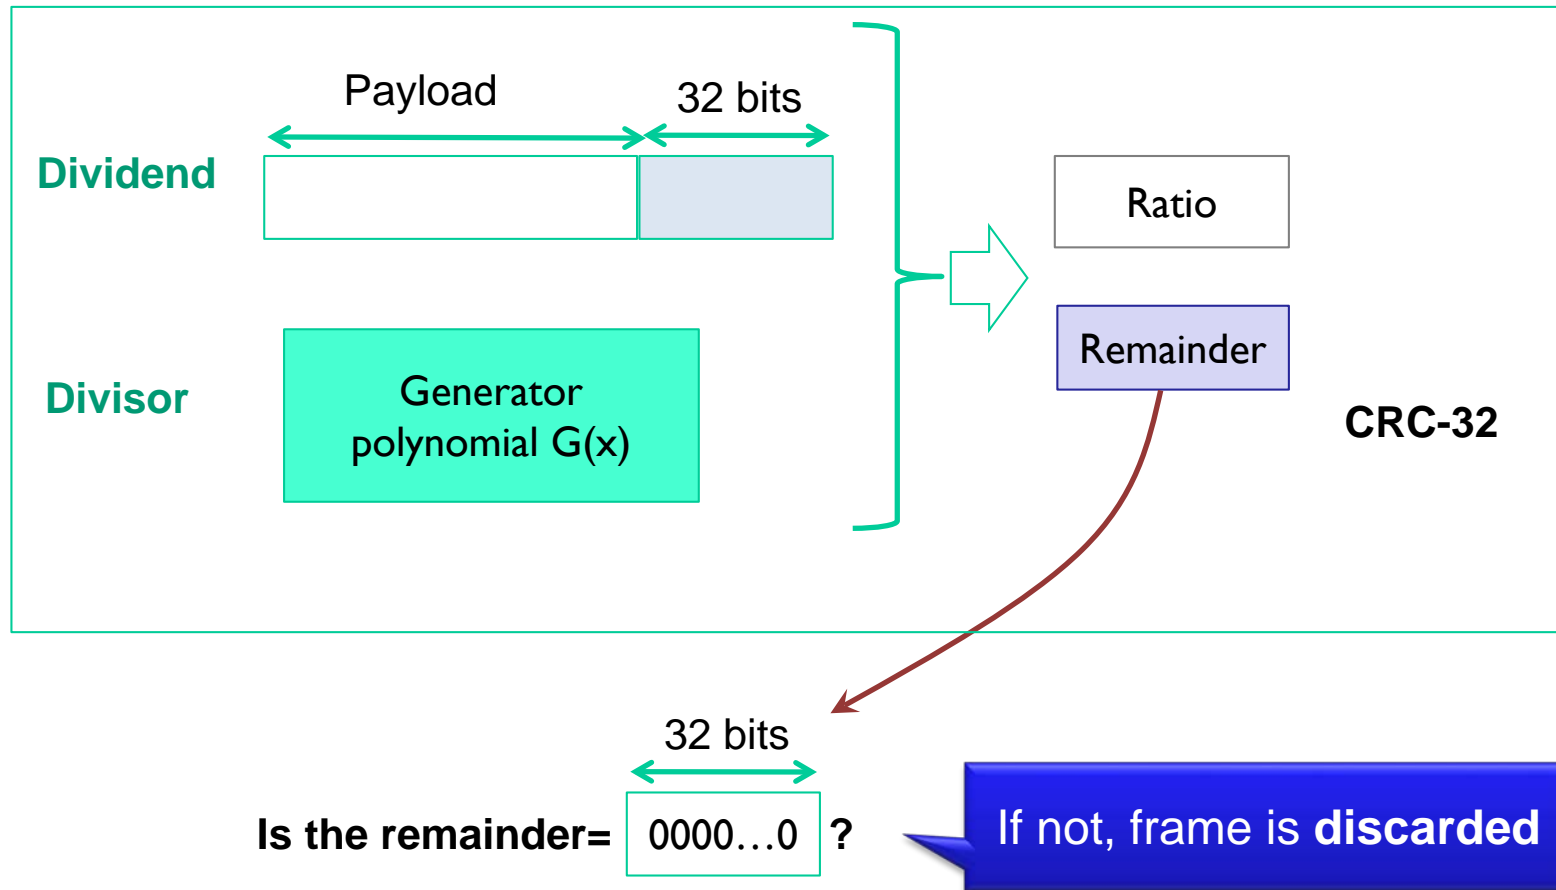 Payload
32 bits
Dividend
Ratio
Remainder
Divisor
Generator
polynomial G(x)
CRC-32
32 bits
Is the remainder= 0000...0 ?
If not, frame is discarded